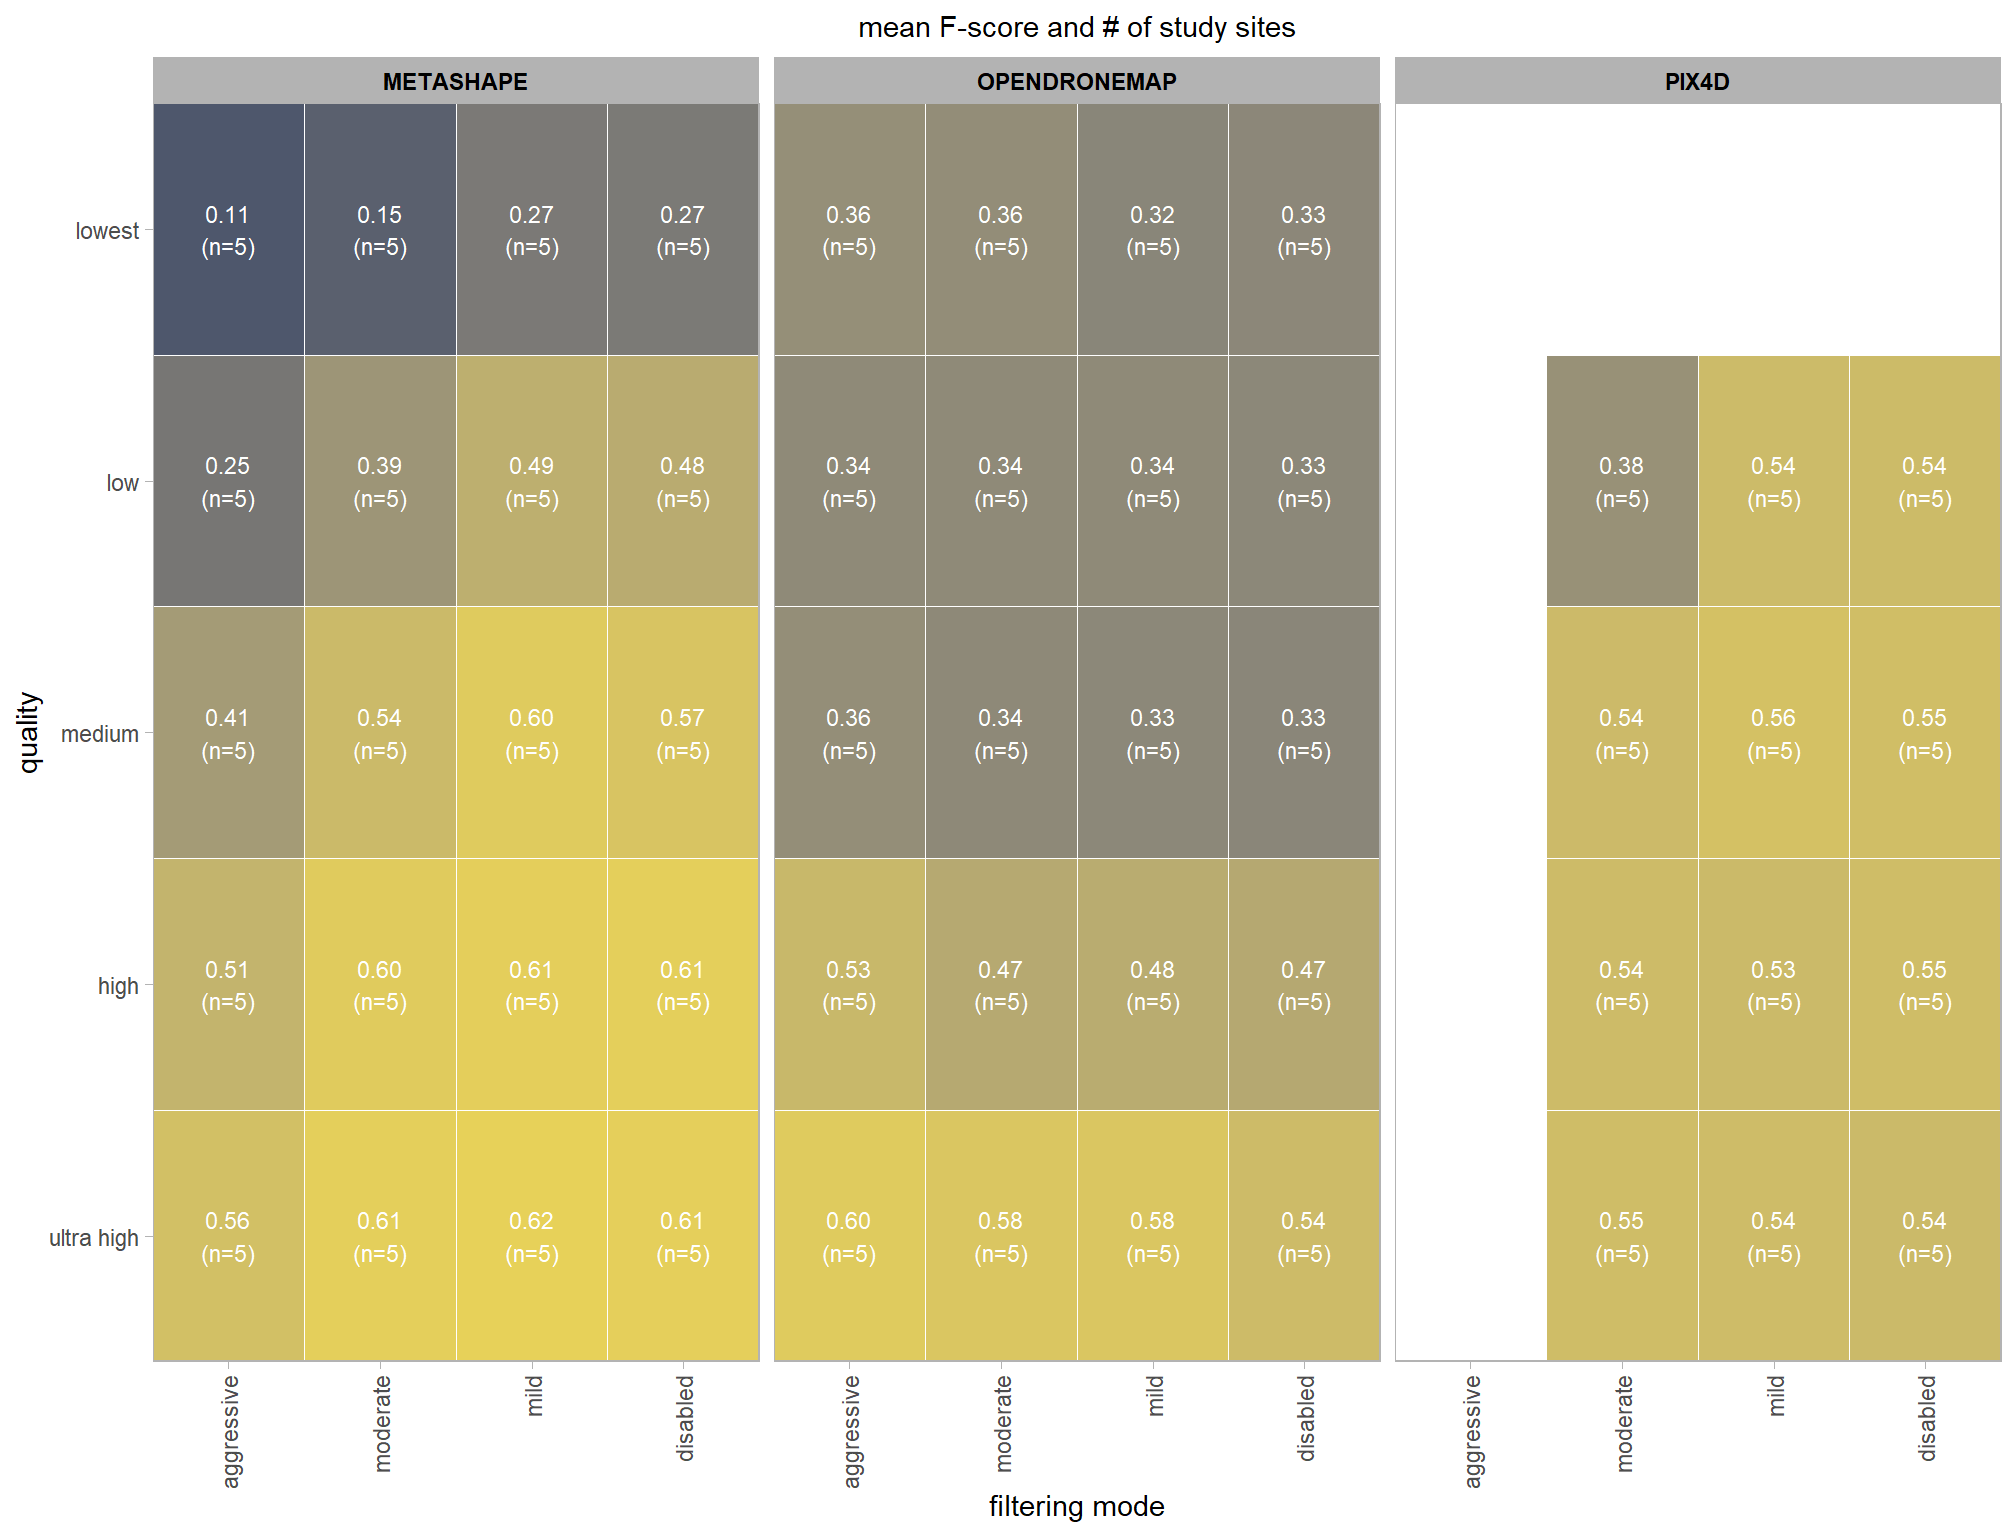 mean F-score and # of study sites
METASHAPE OPENDRONEMAP PIX4D
quality
lowest
0.11 0.15 0.27 0.27 0.36 0.36 0.32 0.33
(n=5) (n=5) (n=5) (n=5) (n=5) (n=5) (n=5) (n=5)
low
0.25 0.39 0.49 0.48 0.34 0.34 0.34 0.33 0.38 0.54 0.54
(n=5) (n=5) (n=5) (n=5) (n=5) (n=5) (n=5) (n=5) (n=5) (n=5) (n=5)
medium
0.41 0.54 0.60 0.57 0.36 0.34 0.33 0.33 0.54 0.56 0.55
(n=5) (n=5) (n=5) (n=5) (n=5) (n=5) (n=5) (n=5) (n=5) (n=5) (n=5)
high
0.51 0.60 0.61 0.61 0.53 0.47 0.48 0.47 0.54 0.53 0.55
(n=5) (n=5) (n=5) (n=5) (n=5) (n=5) (n=5) (n=5) (n=5) (n=5) (n=5)
ultra high
0.56 0.61 0.62 0.61 0.60 0.58 0.58 0.54 0.55 0.54 0.54
(n=5) (n=5) (n=5) (n=5) (n=5) (n=5) (n=5) (n=5) (n=5) (n=5) (n=5)
aggressive moderate mild disabled aggressive moderate mild disabled aggressive moderate mild disabled
filtering mode